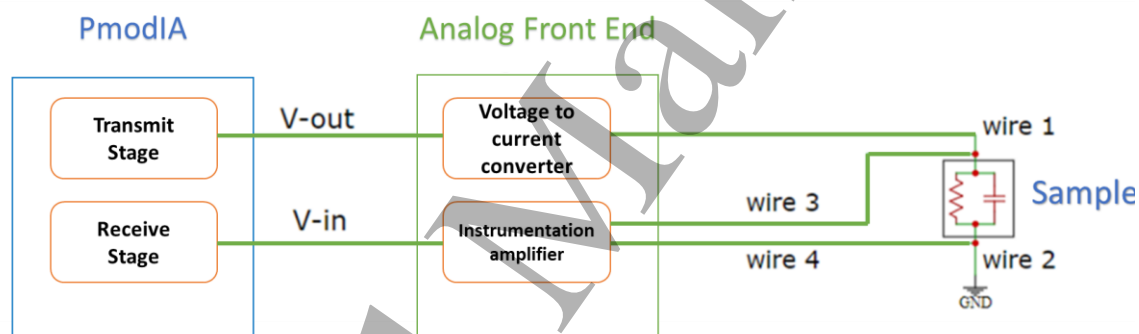 PmodIA
Analog Front End
Transmit
Stage
V-out
Voltage to
current
converter
wire 1
Sample
Receive
Stage
V-in
Instrumentation
amplifier
wire 3
wire 4
wire 2
GND